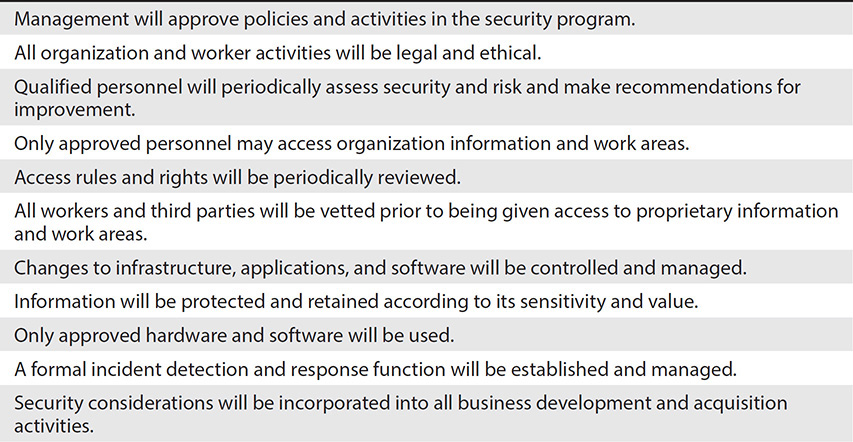 Management will approve policies and activities in the security program.
All organization and worker activities will be legal and ethical.
Qualified personnel will periodically assess security and risk and make recommendations for
improvement.
Only approved personnel may access organization information and work areas.
Access rules and rights will be periodically reviewed.
All workers and third parties will be vetted prior to being given access to proprietary information
and work areas.
Changes to infrastructure, applications, and software will be controlled and managed.
Information will be protected and retained according to its sensitivity and value.
Only approved hardware and software will be used.
A formal incident detection and response function will be established and managed.
Security considerations will be incorporated into all business development and acquisition
activities.